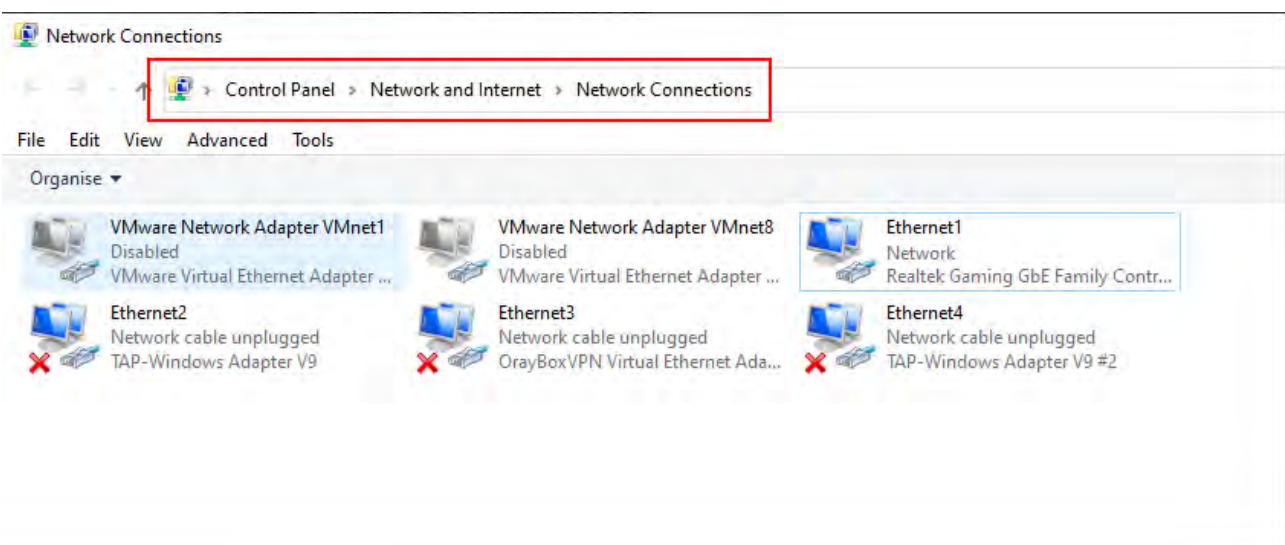 Network Connections
Control Panel > Network and Internet > Network Connections
File Edit View Advanced Tools
Organise
VMware Network Adapter VMnet1
Disabled
VMware Virtual Ethernet Adapter ...
VMware Network Adapter VMnet8
Disabled
VMware Virtual Ethernet Adapter ...
Ethernet1
Network
Realtek Gaming GbE Family Contr...
Ethernet2
Network cable unplugged
TAP-Windows Adapter V9
Ethernet3
Network cable unplugged
OrayBoxVPN Virtual Ethernet Ada...
Ethernet4
Network cable unplugged
TAP-Windows Adapter V9 #2